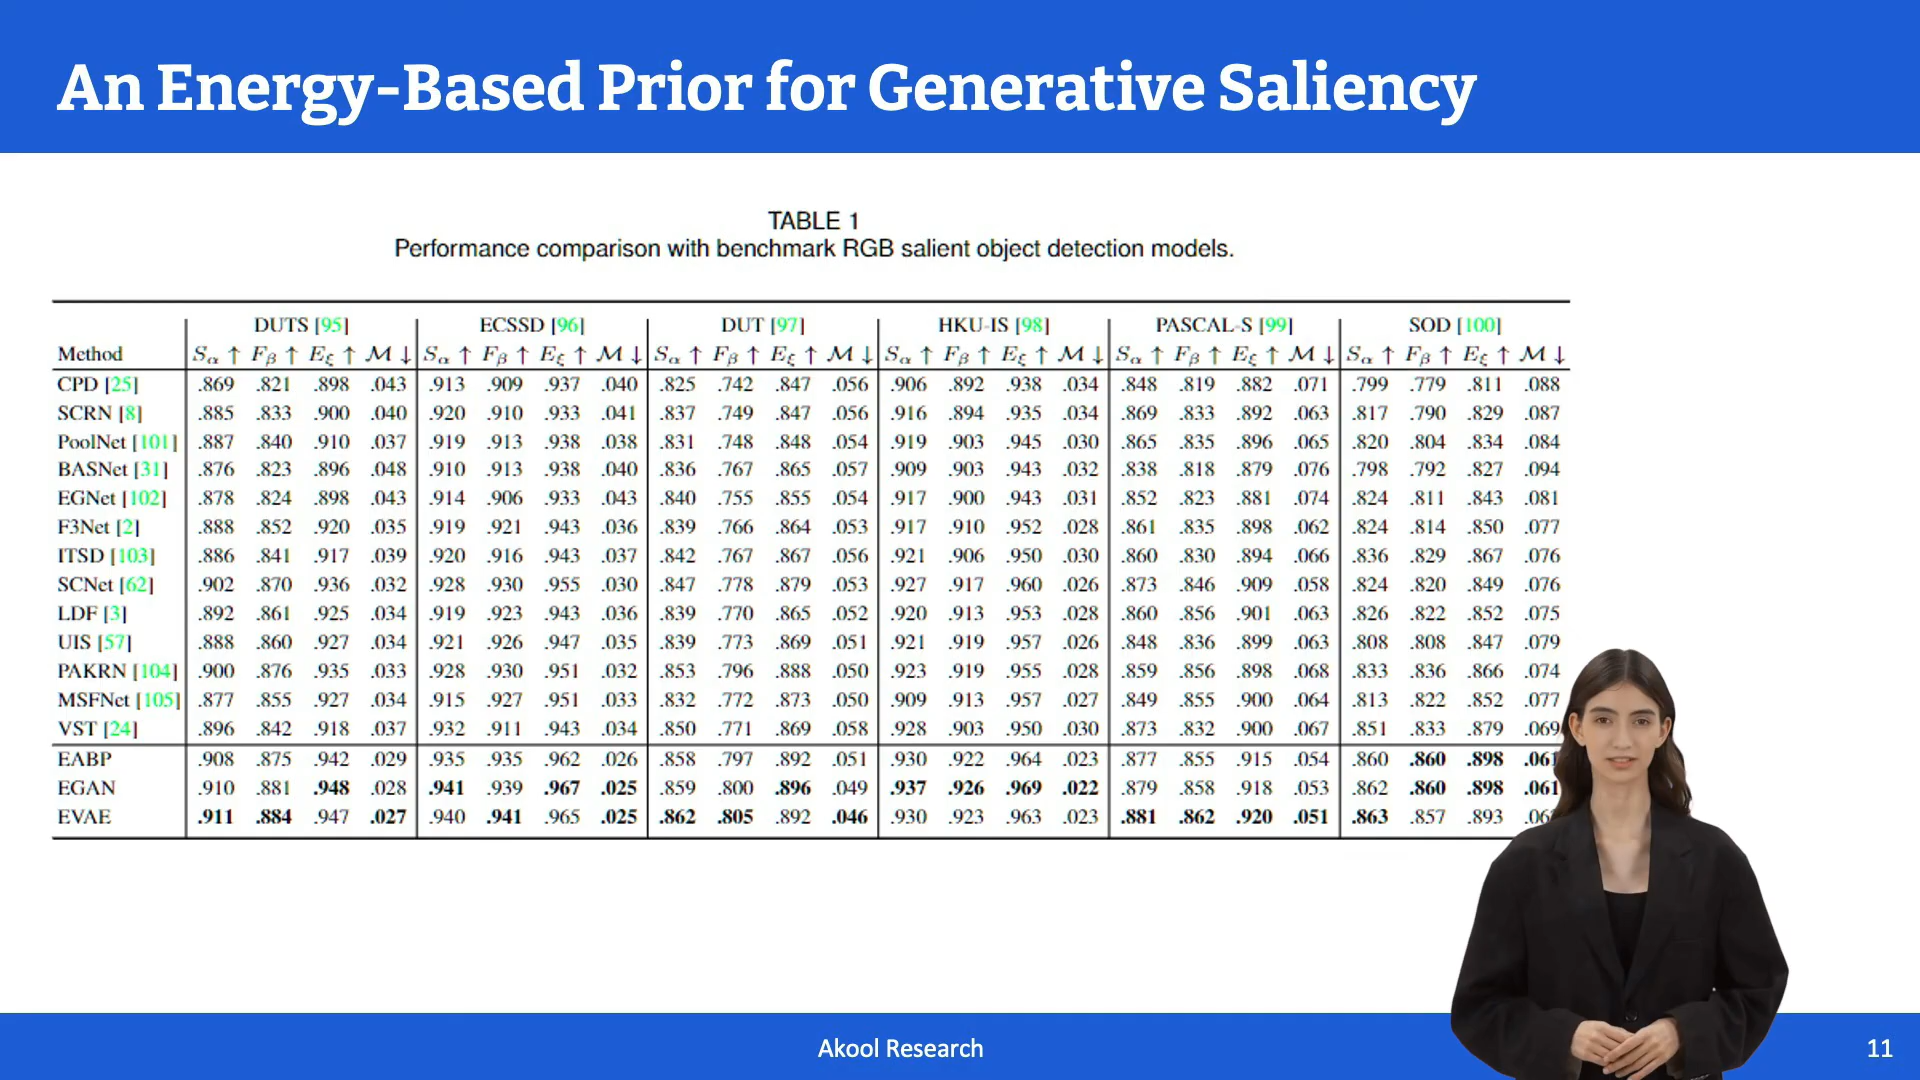 An Energy-Based Prior for Generative Saliency
TABLE 1
Performance comparison with benchmark RGB salient object detection models.
DUTS [95] ECSSD [96] DUT [97] HKU-IS [98] PASCAL-S [99] SOD [100]
Method Sα ↑ Fβ ↑ Eξ ↑ M ↓ Sα ↑ Fβ ↑ Eξ ↑ M ↓ Sα ↑ Fβ ↑ Eξ ↑ M ↓ Sα ↑ Fβ ↑ Eξ ↑ M ↓ Sα ↑ Fβ ↑ Eξ ↑ M ↓ Sα ↑ Fβ ↑ Eξ ↑ M ↓
CPD [25] .869 .821 .898 .043 .913 .909 .937 .040 .825 .742 .847 .056 .906 .892 .938 .034 .848 .819 .882 .071 .799 .779 .811 .088
SCRN [8] .885 .833 .900 .040 .920 .910 .933 .041 .837 .749 .847 .056 .916 .894 .935 .034 .869 .833 .892 .063 .817 .790 .829 .087
PoolNet [101] .887 .840 .910 .037 .919 .913 .938 .038 .831 .748 .848 .054 .919 .903 .945 .030 .865 .835 .896 .065 .820 .804 .834 .084
BASNet [31] .876 .823 .896 .048 .910 .913 .938 .040 .836 .767 .865 .057 .909 .903 .943 .032 .838 .818 .879 .076 .798 .792 .827 .094
EGNet [102] .878 .824 .898 .043 .914 .906 .933 .043 .840 .755 .855 .054 .917 .900 .943 .031 .852 .823 .881 .074 .824 .811 .843 .081
F3Net [2] .888 .852 .920 .035 .919 .921 .943 .036 .839 .766 .864 .053 .917 .910 .952 .028 .861 .835 .898 .062 .824 .814 .850 .077
ITSD [103] .886 .841 .917 .039 .920 .916 .943 .037 .842 .767 .867 .056 .921 .906 .950 .030 .860 .830 .894 .066 .836 .829 .867 .076
SCNet [62] .902 .870 .936 .032 .928 .930 .955 .030 .847 .778 .879 .053 .927 .917 .960 .026 .873 .846 .909 .058 .824 .820 .849 .076
LDF [3] .892 .861 .925 .034 .919 .923 .943 .036 .839 .770 .865 .052 .920 .913 .953 .028 .860 .856 .901 .063 .826 .822 .852 .075
UIS [57] .888 .860 .927 .034 .921 .926 .947 .035 .839 .773 .869 .051 .921 .919 .957 .026 .848 .836 .899 .063 .808 .808 .847 .079
PAKRN [104] .900 .876 .935 .033 .928 .930 .951 .032 .853 .796 .888 .050 .923 .919 .955 .028 .859 .856 .898 .068 .833 .836 .866 .074
MSFNet [105] .877 .855 .927 .034 .915 .927 .951 .033 .832 .772 .873 .050 .909 .913 .957 .027 .849 .855 .900 .064 .813 .822 .852 .077
VST [24] .896 .842 .918 .037 .932 .911 .943 .034 .850 .771 .869 .058 .928 .903 .950 .030 .873 .832 .900 .067 .851 .833 .879 .069
EABP .908 .875 .942 .029 .935 .935 .962 .026 .858 .797 .892 .051 .930 .922 .964 .023 .877 .855 .915 .054 .860 .860 .898 .061
EGAN .910 .881 .948 .028 .941 .939 .967 .025 .859 .800 .896 .049 .937 .926 .969 .022 .879 .858 .918 .053 .862 .860 .898 .061
EVAE .911 .884 .947 .027 .940 .941 .965 .025 .862 .805 .892 .046 .930 .923 .963 .023 .881 .862 .920 .051 .863 .857 .893
Akool Research
11